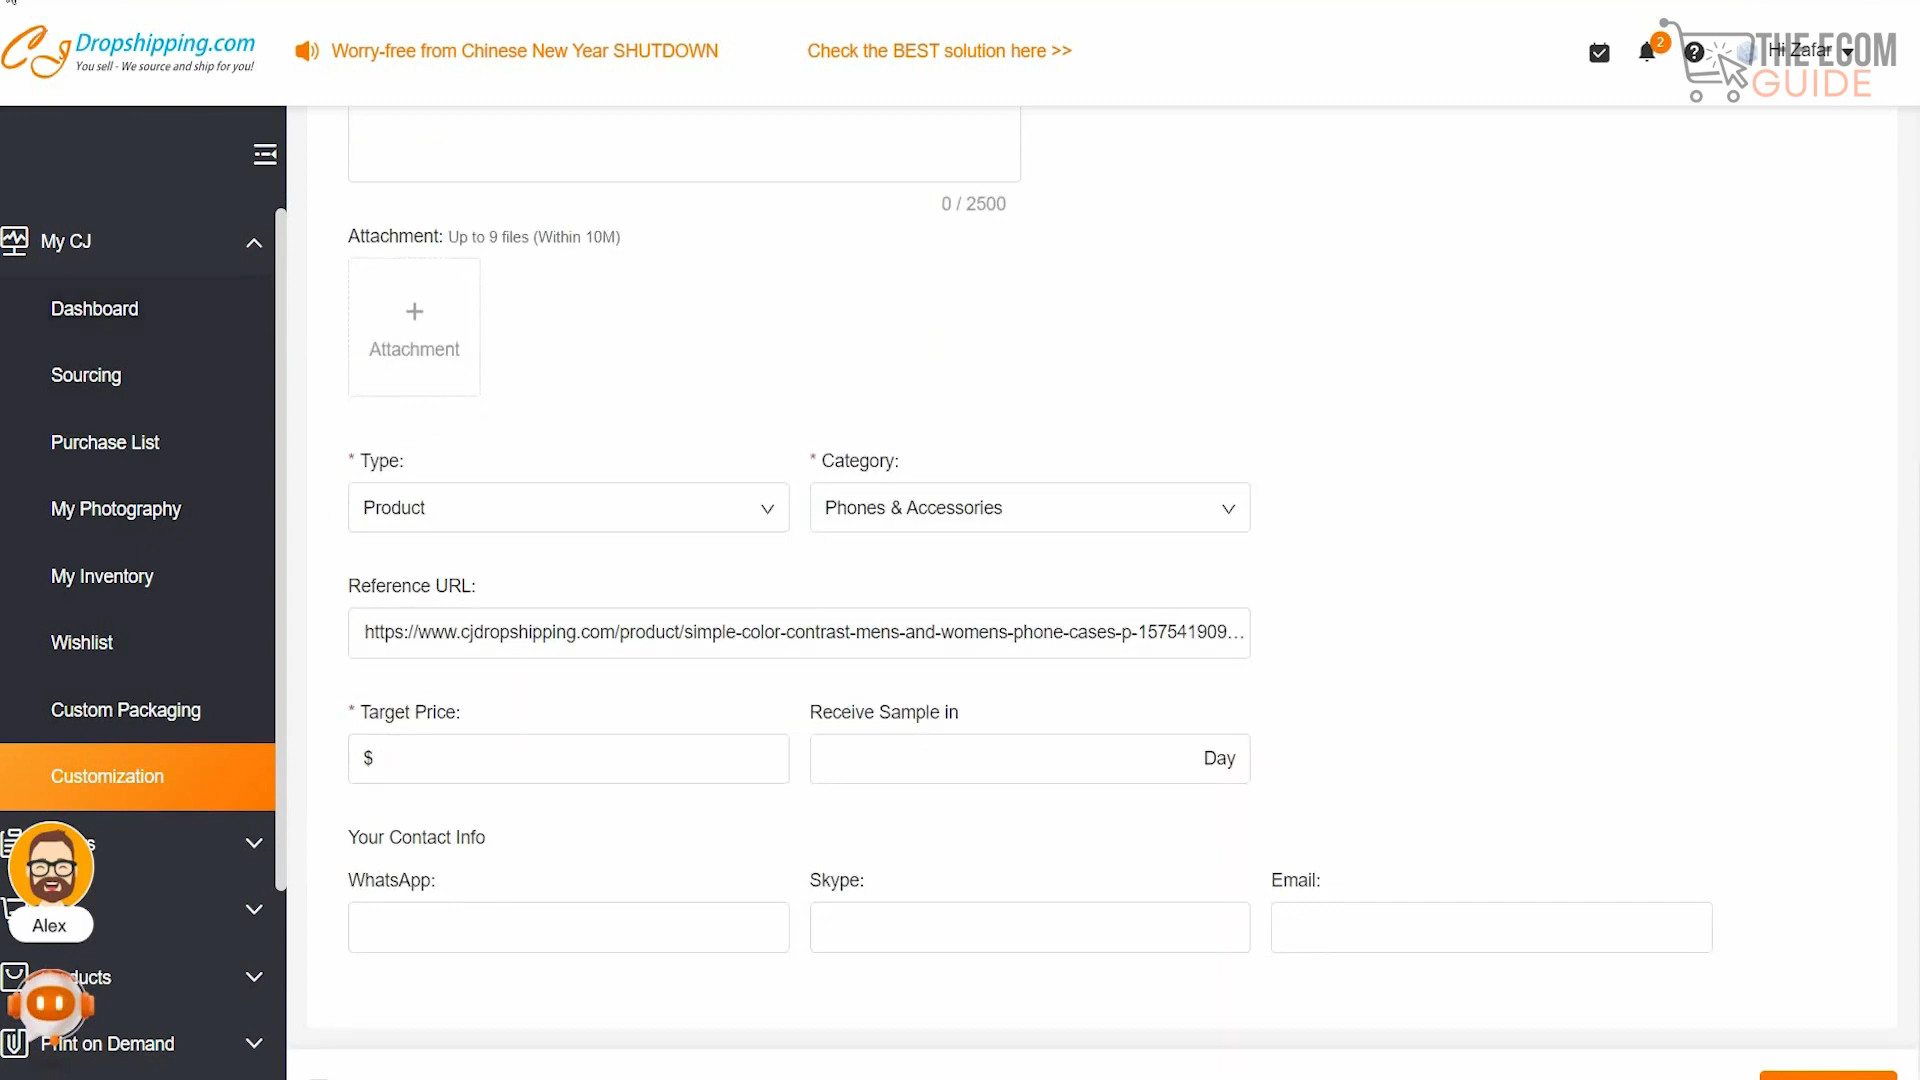 CJ Dropshipping.com
You sell - We source and ship for you!
Worry-free from Chinese New Year SHUTDOWN
Check the BEST solution here >>
2
Hi Zafar
THE ECOM
GUIDE
0 / 2500
Attachment: Up to 9 files (Within 10M)
+
Attachment
My CJ
Dashboard
Sourcing
Purchase List
My Photography
My Inventory
Wishlist
Custom Packaging
Customization
Alex
Print on Demand
* Type:
* Category:
Product
Phones & Accessories
Reference URL:
https://www.cjdropshipping.com/product/simple-color-contrast-mens-and-womens-phone-cases-p-157541909...
* Target Price:
Receive Sample in
$
Day
Your Contact Info
WhatsApp:
Skype:
Email: